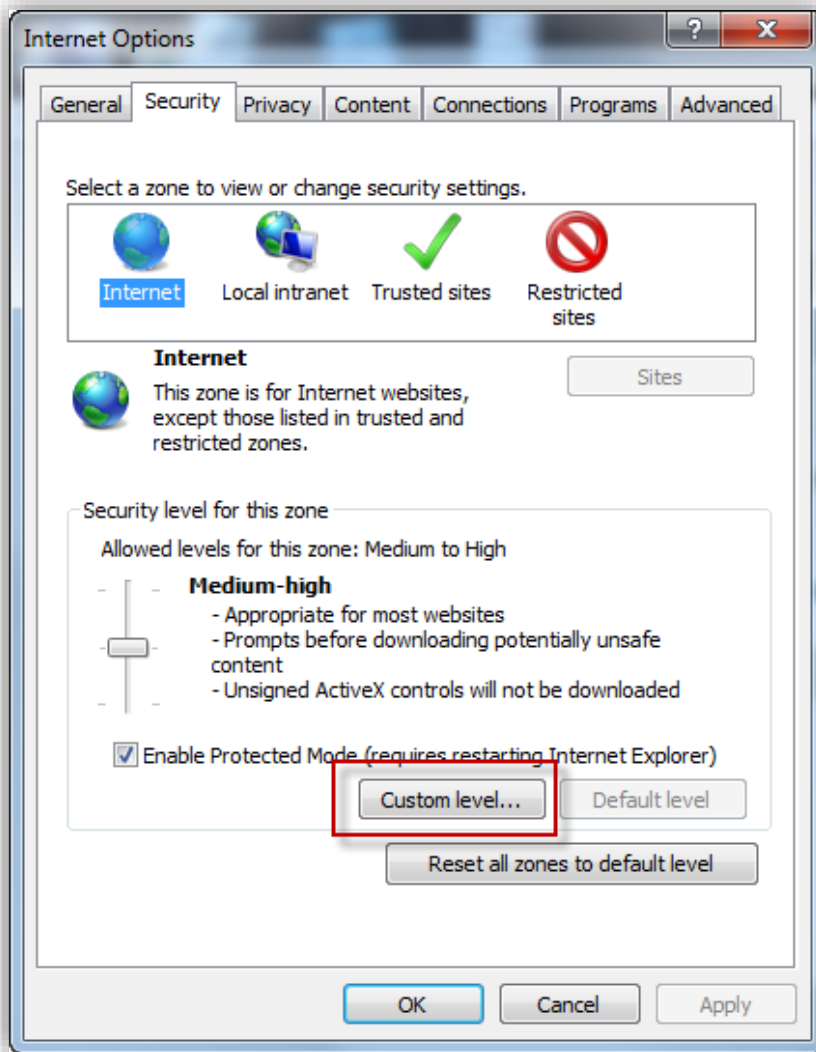 Internet Options
?
X
General Security Privacy Content Connections Programs Advanced
Select a zone to view or change security settings.
Internet Local intranet Trusted sites Restricted
sites
Internet
Sites
This zone is for Internet websites,
except those listed in trusted and
restricted zones.
Security level for this zone
Allowed levels for this zone: Medium to High
Medium-high
- Appropriate for most websites
- Prompts before downloading potentially unsafe
content
- Unsigned ActiveX controls will not be downloaded
Enable Protected Mode (requires restarting Internet Explorer)
Custom level... Default level
Reset all zones to default level
OK Cancel Apply